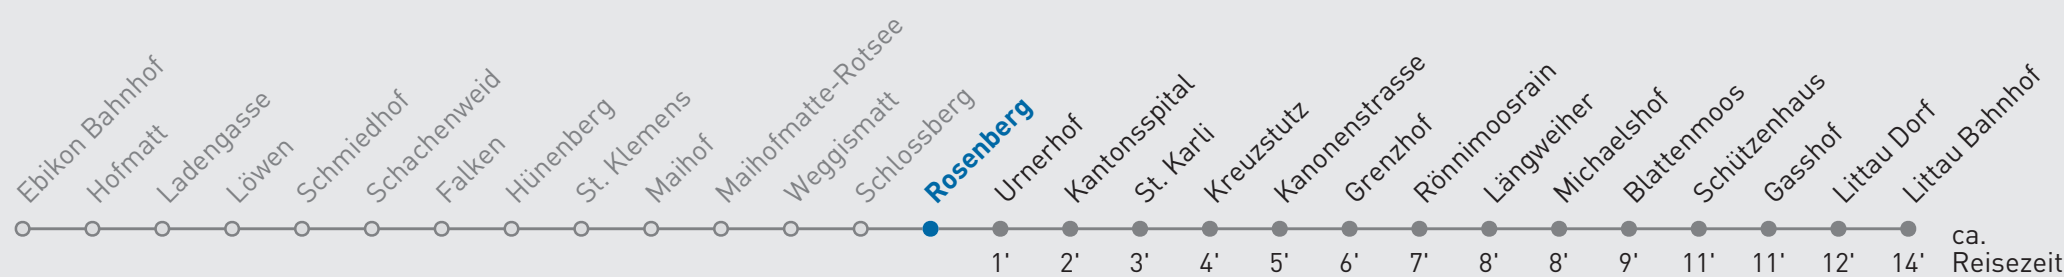 Ebikon Bahnhof
Hofmatt
Ladengasse
Löwen
Schmiedhof
Schachenweid
Falken
Hünenberg
St. Klemens
Maihof
Maihofmatte-Rotsee
Weggismatt
Schlossberg
Rosenberg
Urnerhof
Kantonsspital
St. Karli
Kreuzstutz
Kanonenstrasse
Grenzhof
Rönnimoosrain
Längweiher
Michaelshof
Blattenmoos
Schützenhaus
Gasshof
Littau Dorf
Littau Bahnhof
1' 2' 3' 4' 5' 6' 7' 8' 8' 9' 11' 11' 12' 14'
ca.
Reisezeit